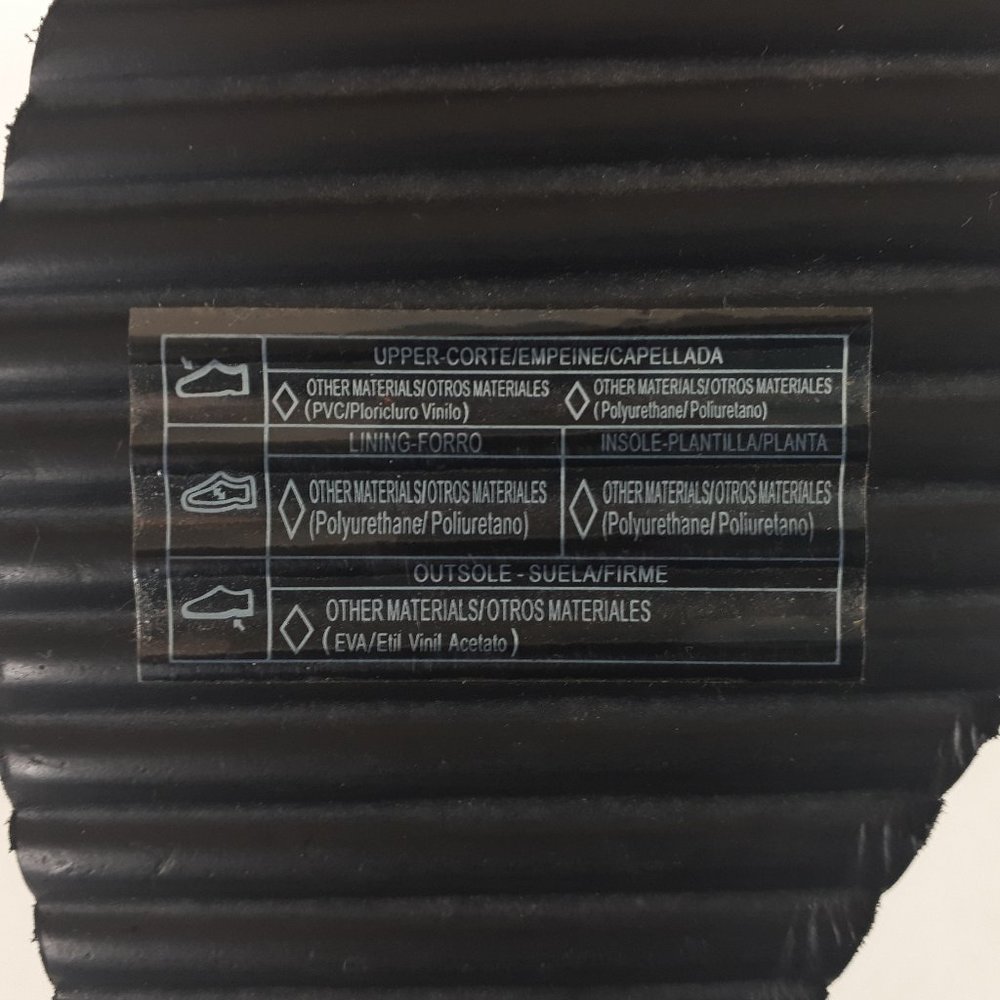 UPPER-CORTE/EMPEINE/CAPELLADA
OTHER MATERIALS/OTROS MATERIALES
(PVC/Ploricluro Vinilo)
OTHER MATERIALS/OTROS MATERIALES
(Polyurethane/ Poliuretano)
LINING-FORRO
OTHER MATERIALS/OTROS MATERIALES
(Polyurethane/ Poliuretano)
INSOLE-PLANTILLA/PLANTA
OTHER MATERIALS/OTROS MATERIALES
(Polyurethane/ Poliuretano)
OUTSOLE - SUELA/FIRME
OTHER MATERIALS/OTROS MATERIALES
(EVA/Etil Vinil Acetato)